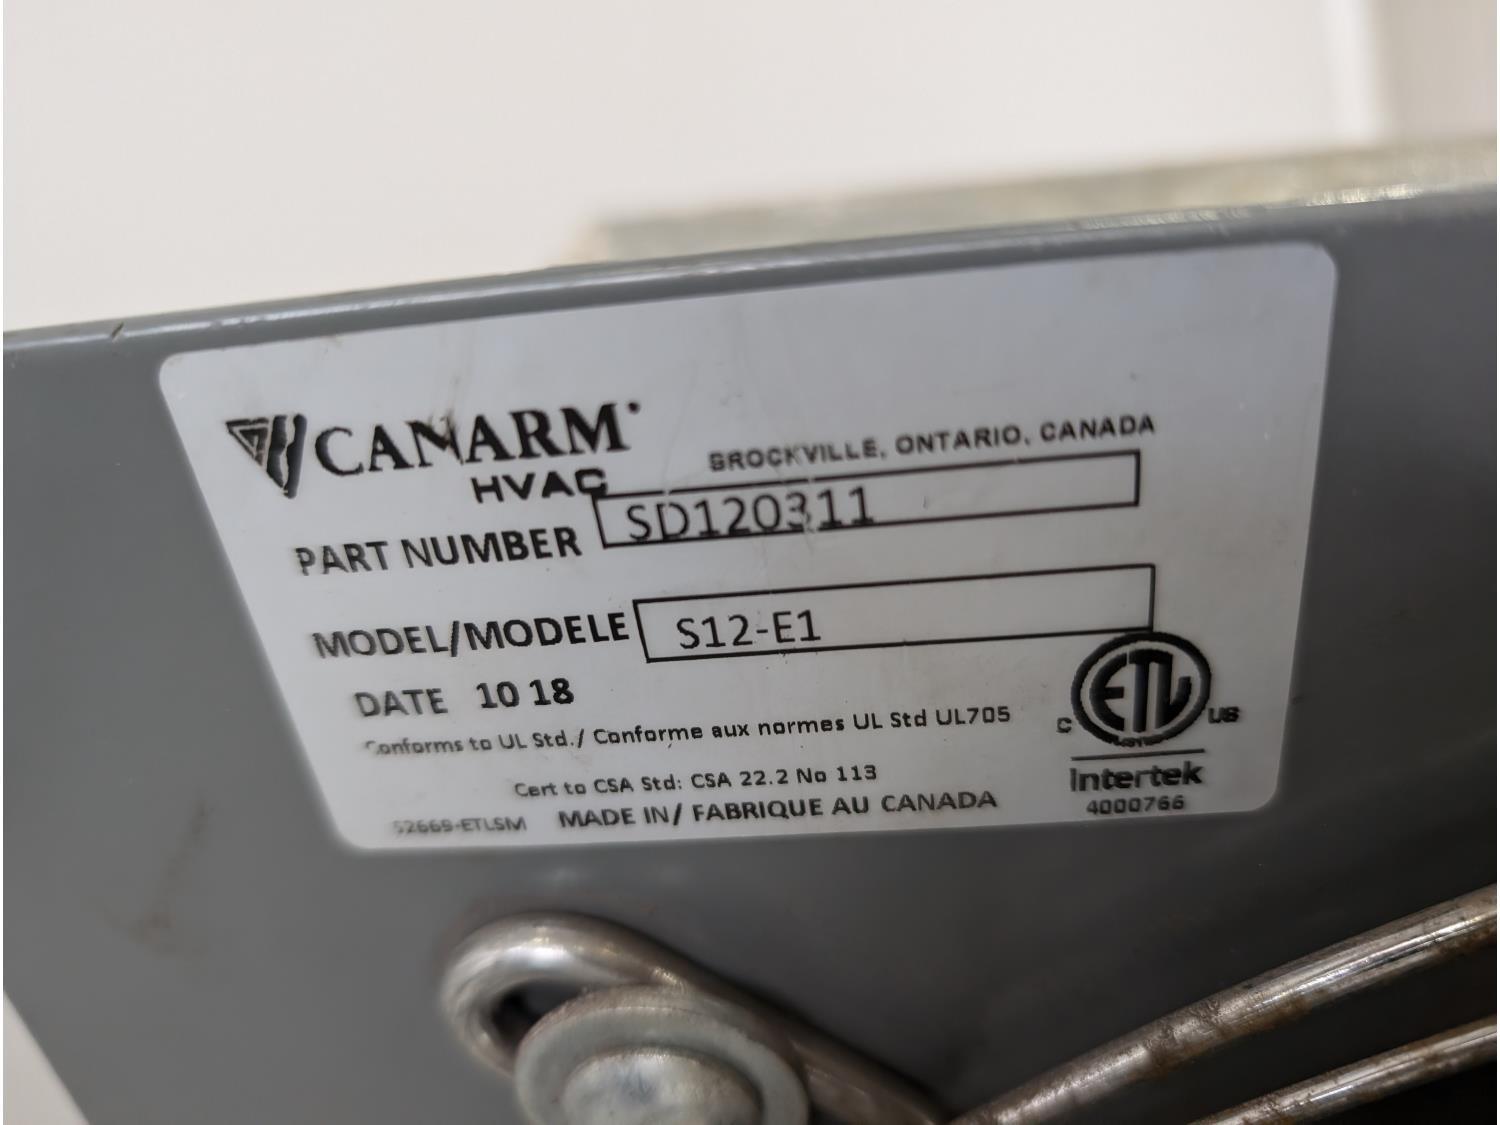 CANARM
HVAC
BROCKVILLE, ONTARIO, CANADA
PART NUMBER SD120311
MODEL/MODELE S12-E1
DATE 10 18
Conforms to UL Std./ Conforme aux normes UL Std UL705
Cert to CSA Std: CSA 22.2 No 113
52669-ETLSM MADE IN/ FABRIQUE AU CANADA
C ETL US
Intertek
4000766